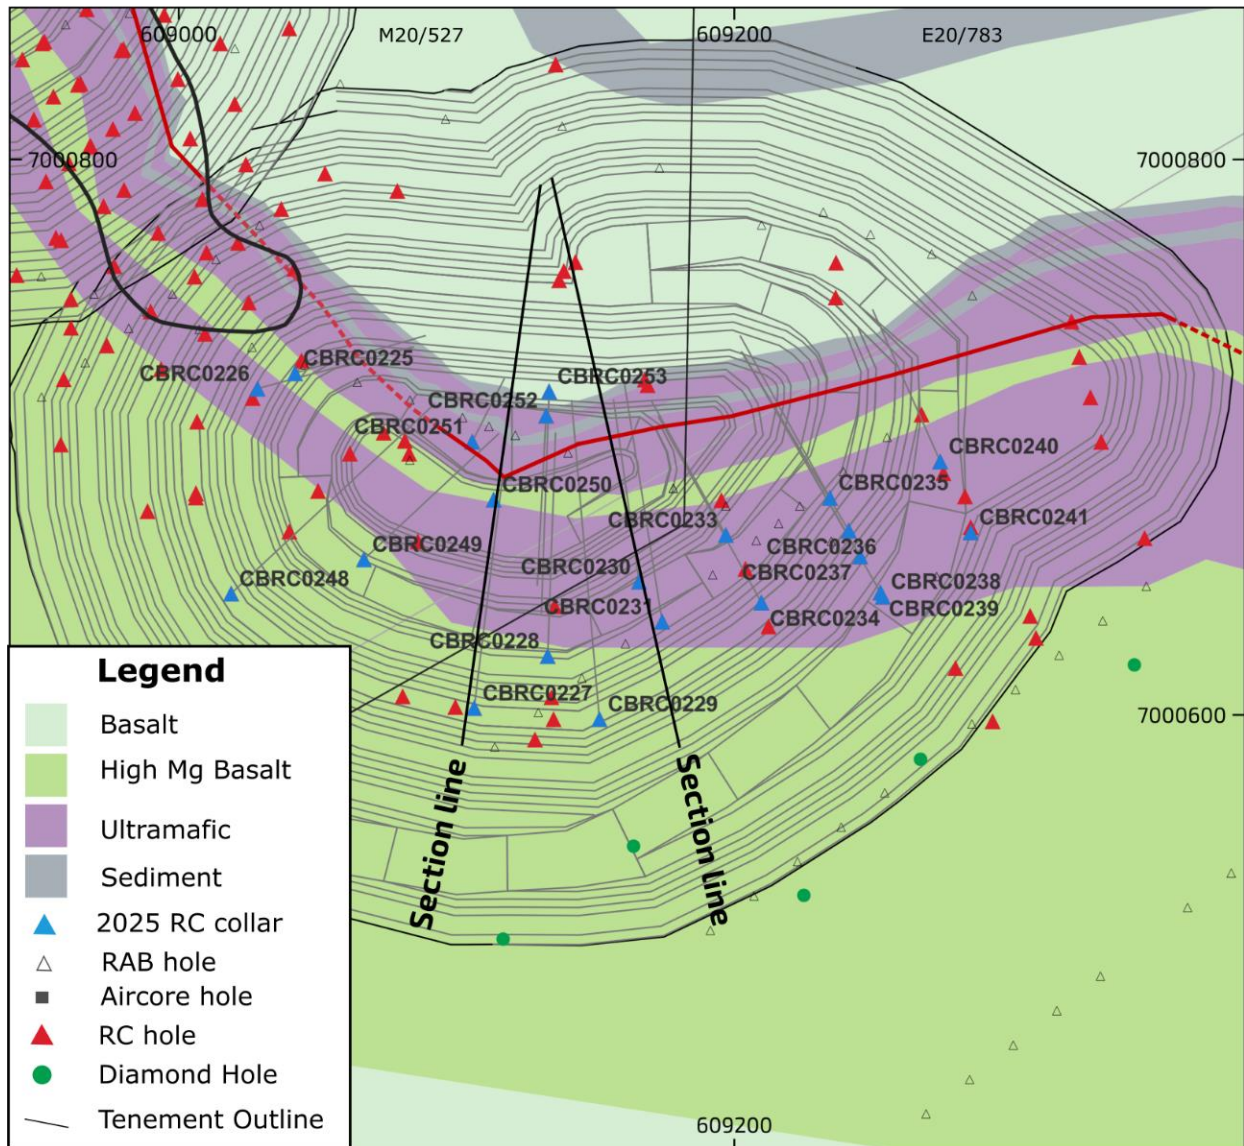 609000
M20/527
609200
E20/783
7000800
7000800
CBRC0225
CBRC0226
CBRC0253
CBRC0252
CBRC0251
CBRC0240
CBRC0250
CBRC0235
CBRC0233
CBRC0241
CBRC0249
CBRC0236
CBRC0230
CBRC0237
CBRC0248
CBRC0238
CBRC0231
CBRC0239
CBRC0234
CBRC0228
CBRC0227
CBRC0229
7000600
Section line
Section line
Legend
Basalt
High Mg Basalt
Ultramafic
Sediment
2025 RC collar
RAB hole
Aircore hole
RC hole
Diamond Hole
Tenement Outline
609200